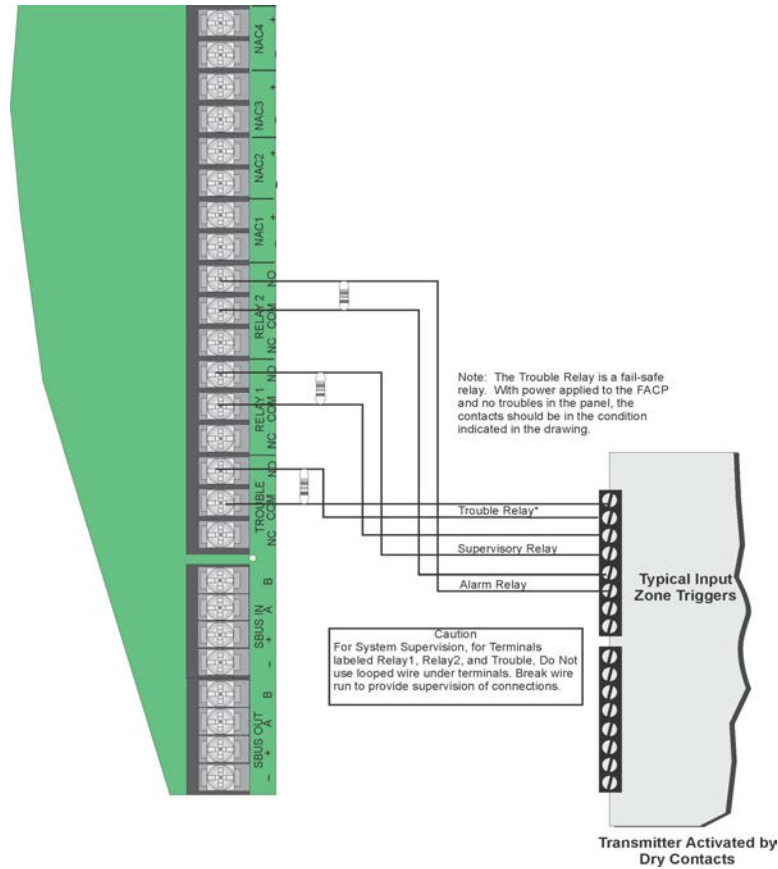 +
NAC4
–
+
NAC3
–
+
NAC2
–
+
NAC1
–
NO
RELAY 2
COM
NC
NO
RELAY 1
COM
NC
NO
TROUBLE
COM
NC
B
SBUS IN
A
+
–
B
SBUS OUT
A
+
–
Note: The Trouble Relay is a fail-safe
relay. With power applied to the FACP
and no troubles in the panel, the
contacts should be in the condition
indicated in the drawing.
Trouble Relay*
Supervisory Relay
Alarm Relay
Typical Input
Zone Triggers
Caution
For System Supervision, for Terminals
labeled Relay1, Relay2, and Trouble, Do Not
use looped wire under terminals. Break wire
run to provide supervision of connections.
Transmitter Activated by
Dry Contacts